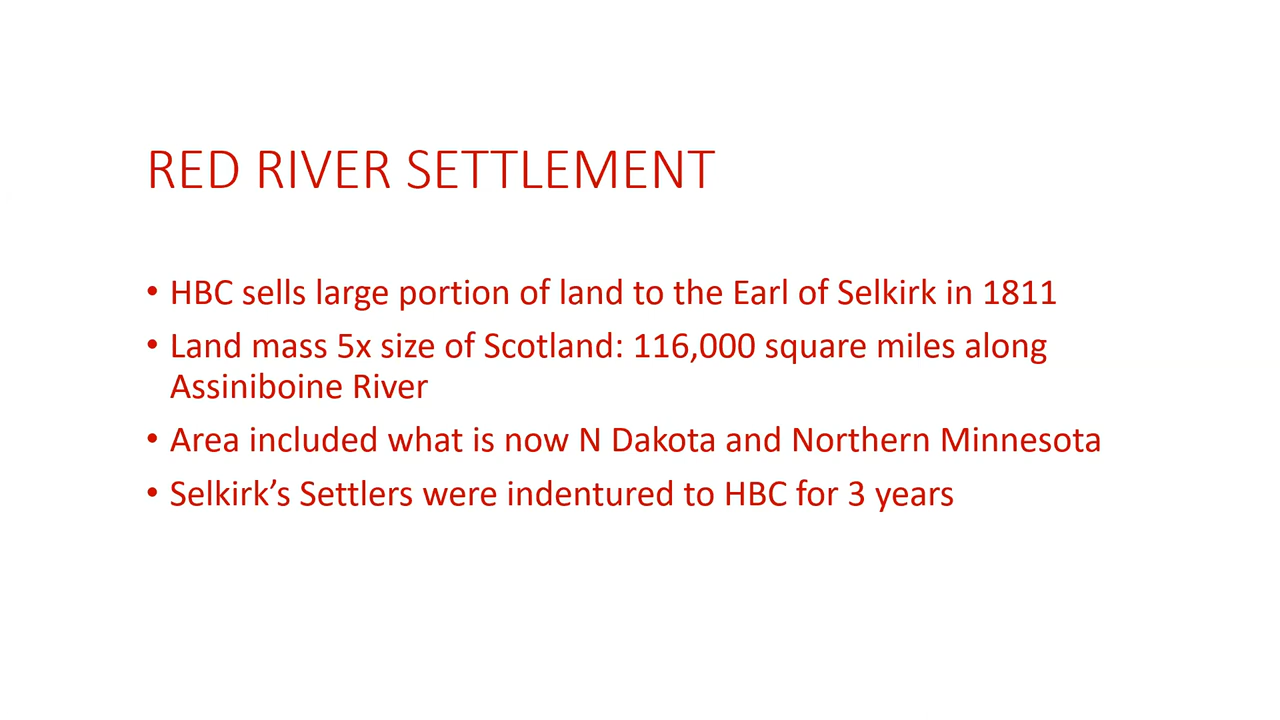 RED RIVER SETTLEMENT
• HBC sells large portion of land to the Earl of Selkirk in 1811
• Land mass 5x size of Scotland: 116,000 square miles along
Assiniboine River
• Area included what is now N Dakota and Northern Minnesota
• Selkirk’s Settlers were indentured to HBC for 3 years